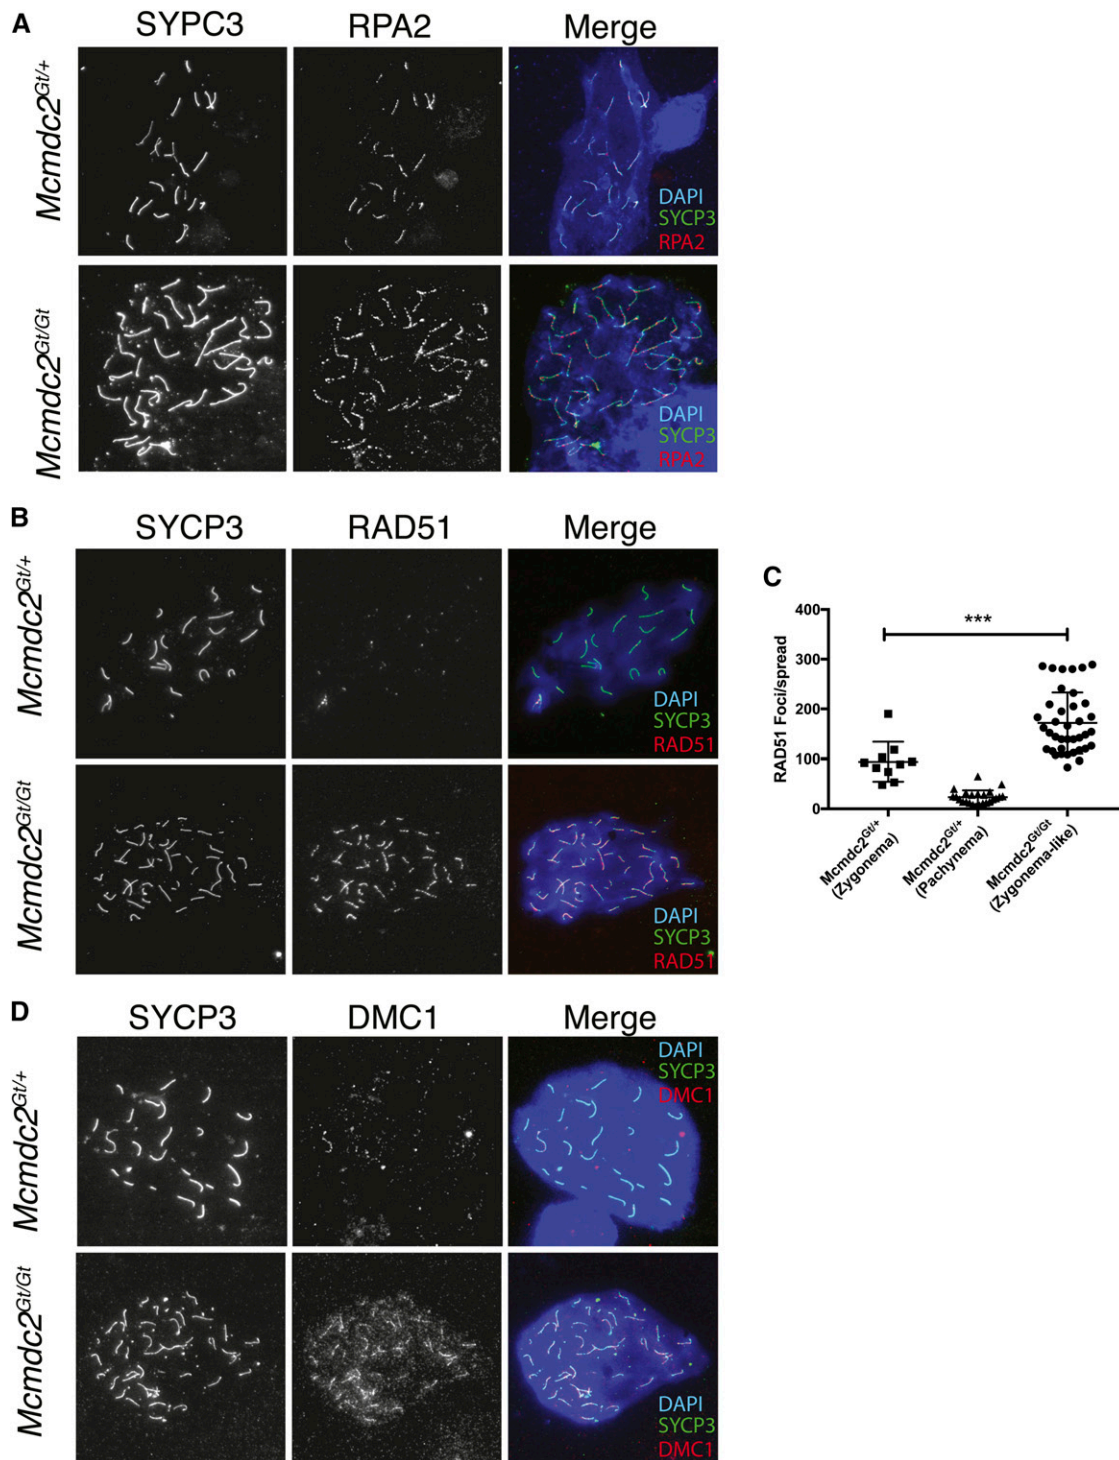 A
SYPC3 RPA2 Merge
Mcmdc2Gt/+
DAPI
SYCP3
RPA2
Mcmdc2Gt/Gt
DAPI
SYCP3
RPA2
B
SYCP3 RAD51 Merge
Mcmdc2Gt/+
DAPI
SYCP3
RAD51
Mcmdc2Gt/Gt
DAPI
SYCP3
RAD51
C
400
300
200
100
0
RAD51 Foci/spread
***
Mcmdc2Gt/+
(Zygonema)
Mcmdc2Gt/+
(Pachynema)
Mcmdc2Gt/Gt
(Zygonema-like)
D
SYCP3 DMC1 Merge
Mcmdc2Gt/+
DAPI
SYCP3
DMC1
Mcmdc2Gt/Gt
DAPI
SYCP3
DMC1